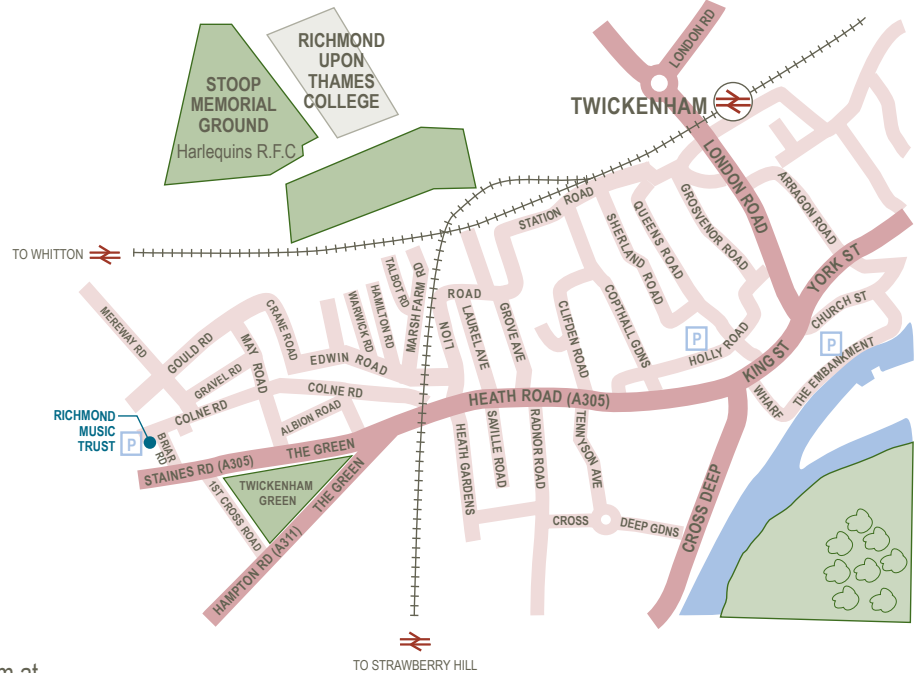 LONDON RD
RICHMOND
UPON
THAMES
COLLEGE
STOOP
MEMORIAL
GROUND
Harlequins R.F.C
TWICKENHAM
LONDON ROAD
ARRAGON ROAD
GROSVENOR ROAD
QUEENS ROAD
SHERLAND ROAD
STATION ROAD
YORK ST
TO WHITTON
MARSH FARM RD
TALBOT RD
HAMILTON RD
WARWICK RD
LION
ROAD
LAUREL AVE
GROVE AVE
CLIFDEN ROAD
COPTHALL GDNS
HOLLY ROAD
P
P
CHURCH ST
THE EMBANKMENT
KING ST
WHARF
MEREWAY RD
GOULD RD
CRANE ROAD
MAY ROAD
EDWIN ROAD
GRAVEL RD
COLNE RD
COLNE RD
ALBION ROAD
HEATH ROAD (A305)
RICHMOND
MUSIC
TRUST
P
BRIAR RD
STAINES RD (A305)
THE GREEN
TWICKENHAM
GREEN
THE GREEN
1ST CROSS ROAD
HAMPTON RD (A311)
HEATH GARDENS
SAVILLE ROAD
RADNOR ROAD
TENNYSON AVE
CROSS
DEEP GDNS
CROSS DEEP
TO STRAWBERRY HILL